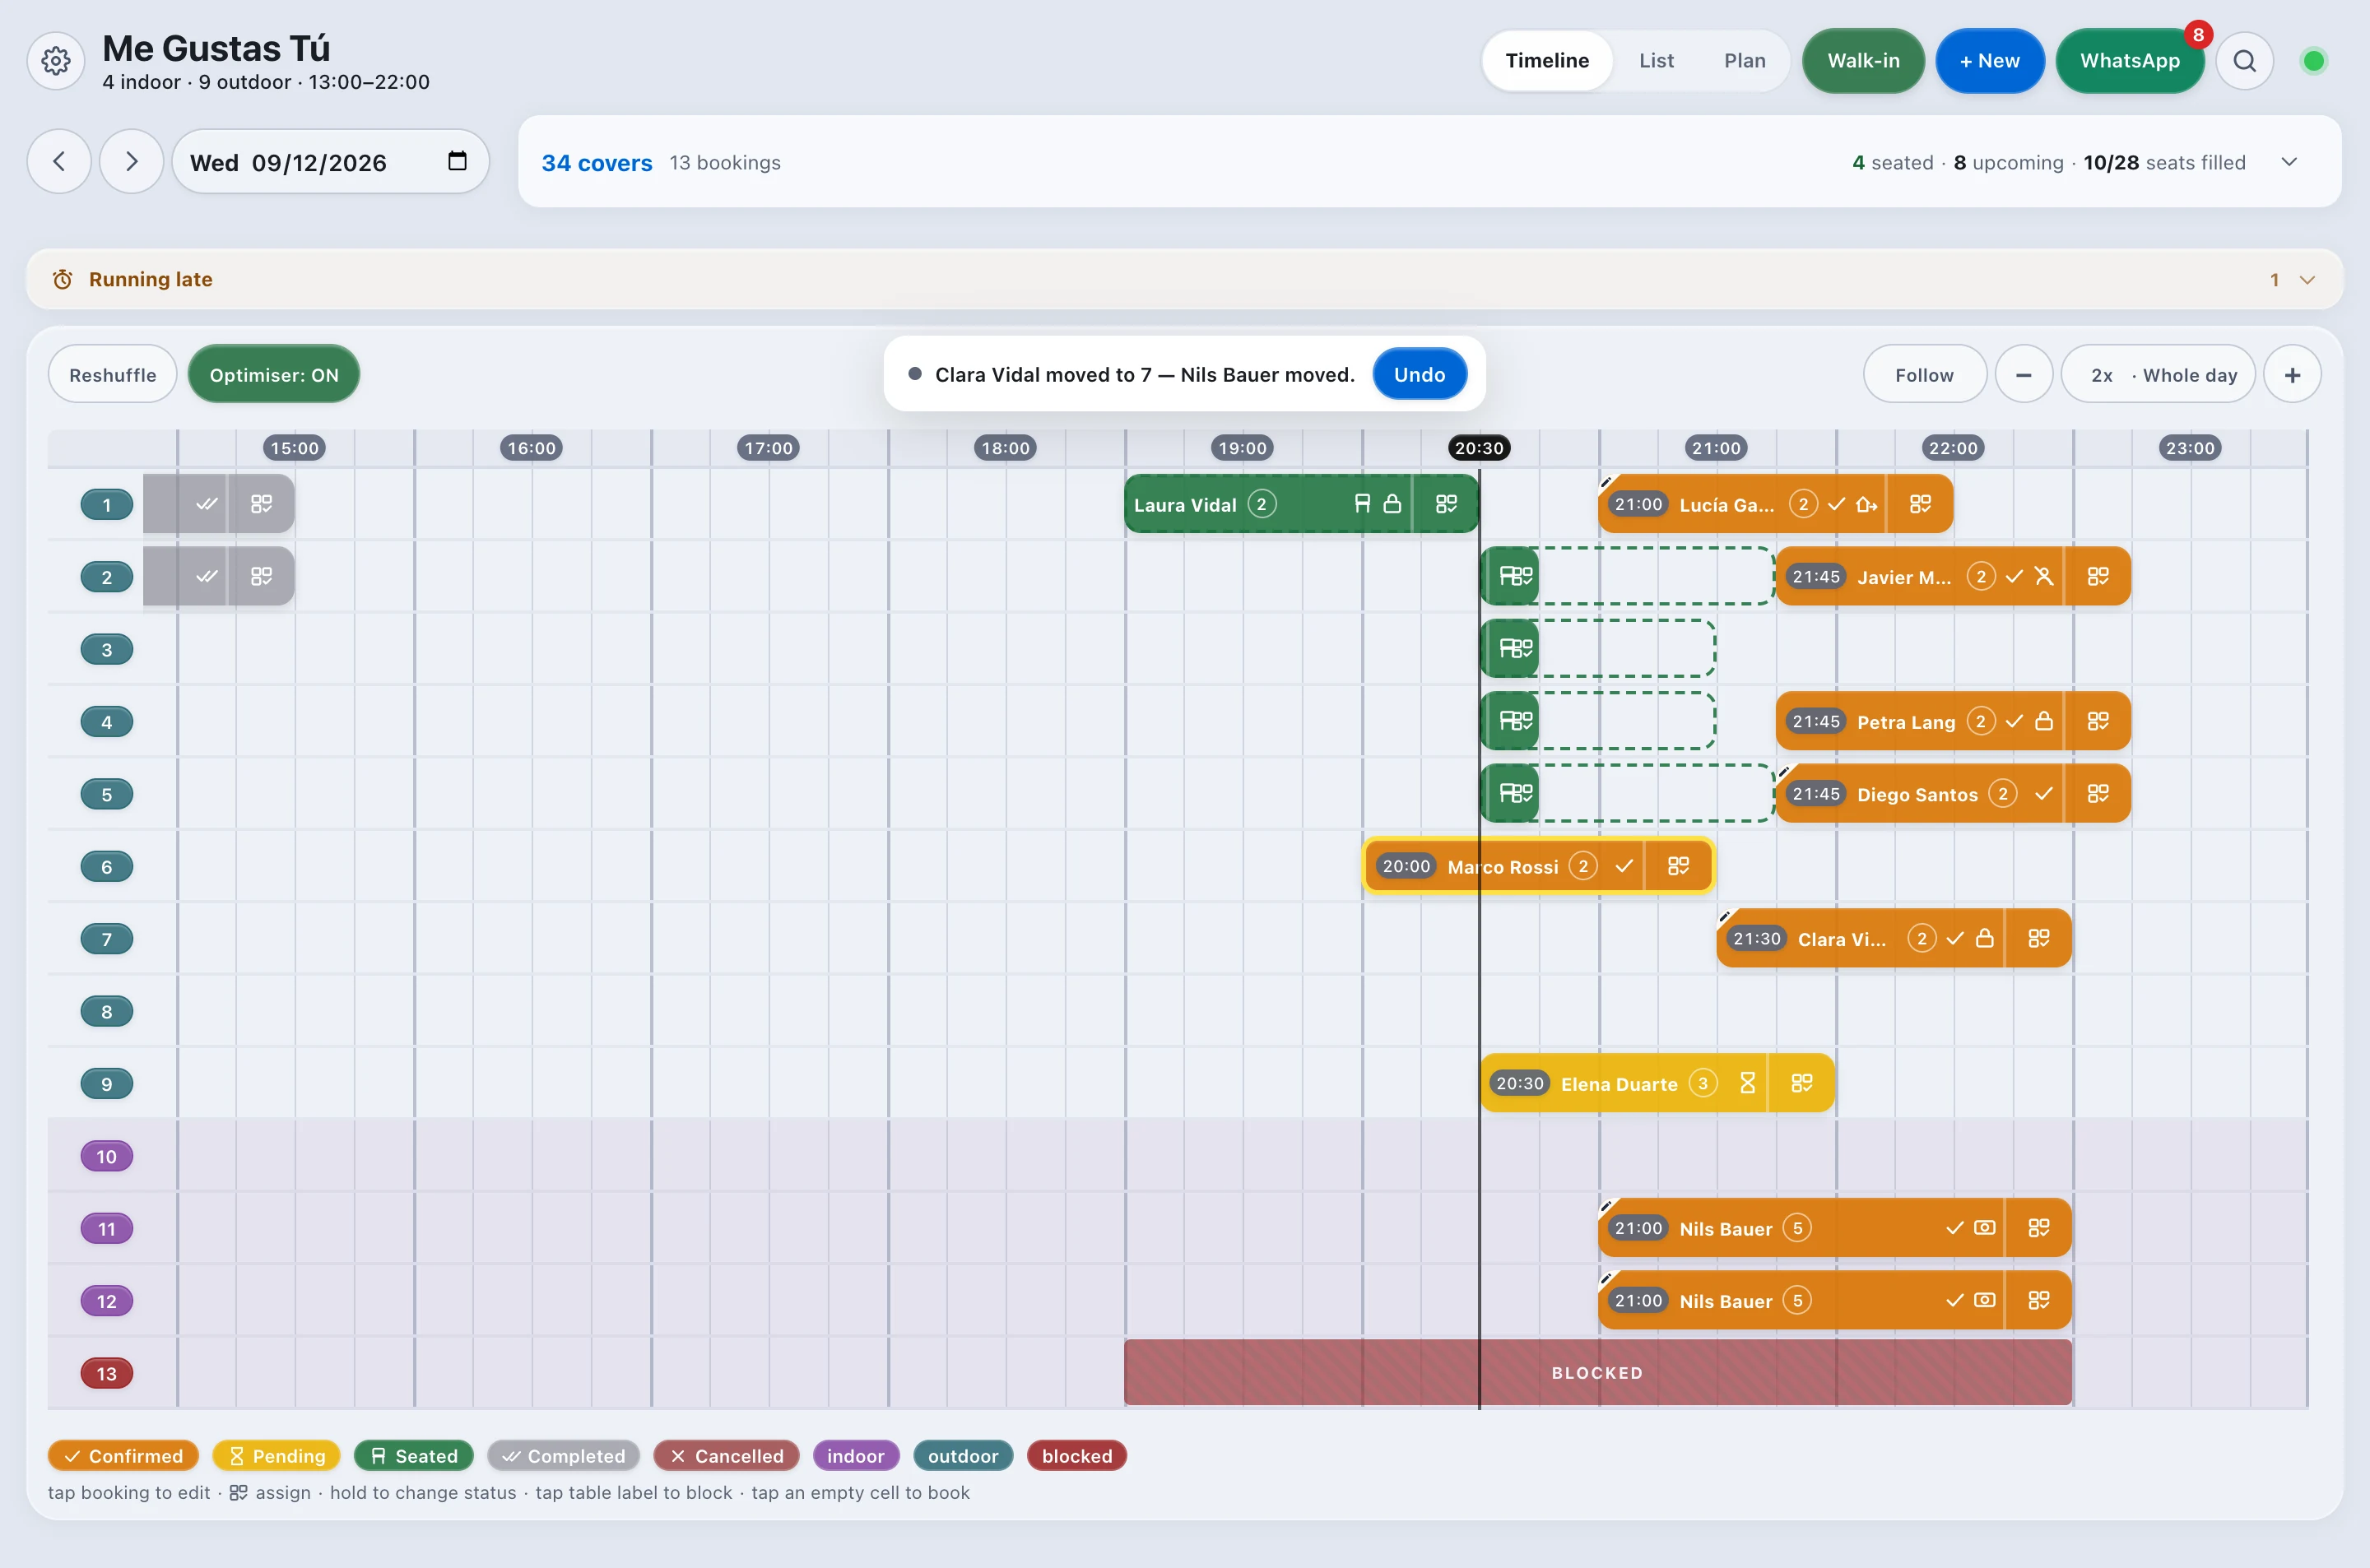 Me Gustas Tú
4 indoor · 9 outdoor · 13:00–22:00
Timeline List Plan Walk-in + New WhatsApp 8
Wed 09/12/2026
34 covers 13 bookings 4 seated · 8 upcoming · 10/28 seats filled
Running late 1
Reshuffle Optimiser: ON Clara Vidal moved to 7 — Nils Bauer moved. Undo Follow − 2x · Whole day +
15:00 16:00 17:00 18:00 19:00 20:30 21:00 22:00 23:00
1 Laura Vidal 2 21:00 Lucía Ga... 2
2 21:45 Javier M... 2
3
4 21:45 Petra Lang 2
5 21:45 Diego Santos 2
6 20:00 Marco Rossi 2
7 21:30 Clara Vi... 2
8
9 20:30 Elena Duarte 3
10
11 21:00 Nils Bauer 5
12 21:00 Nils Bauer 5
13 BLOCKED
Confirmed Pending Seated Completed Cancelled indoor outdoor blocked
tap booking to edit · assign · hold to change status · tap table label to block · tap an empty cell to book